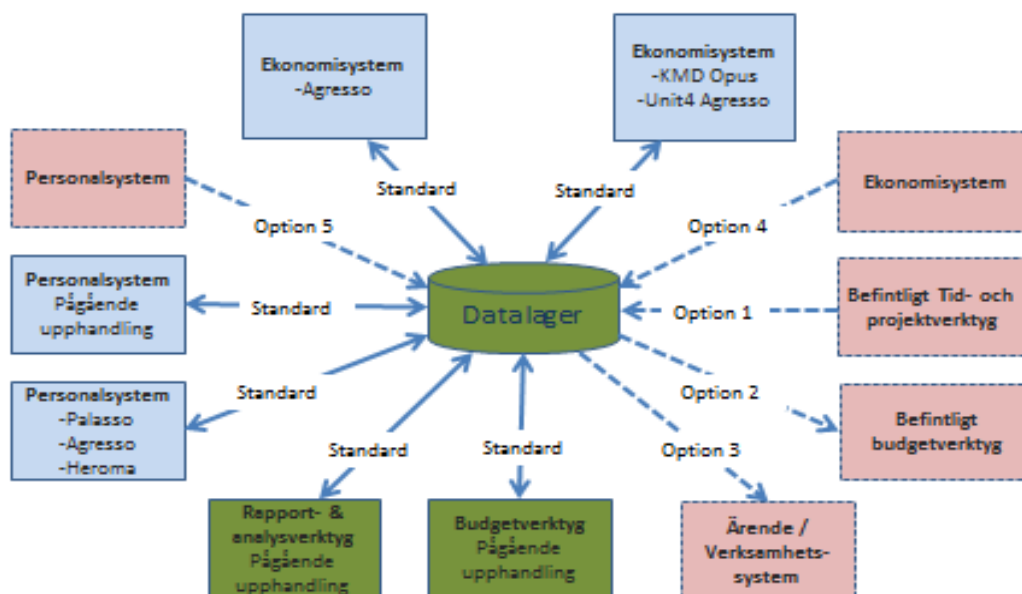 Ekonomisystem
-Agresso
Ekonomisystem
-KMD Opus
-Unit4 Agresso
Personalsystem
Standard
Standard
Ekonomisystem
Option 5
Option 4
Personalsystem
Pågående
upphandling
Standard
Datalager
Option 1
Befintligt Tid- och
projektverktyg
Personalsystem
-Palasso
-Agresso
-Heroma
Standard
Option 2
Befintligt
budgetverktyg
Standard
Standard
Option 3
Rapport- &
analysverktyg
Pågående
upphandling
Budgetverktyg
Pågående
upphandling
Ärende /
Verksamhets-
system